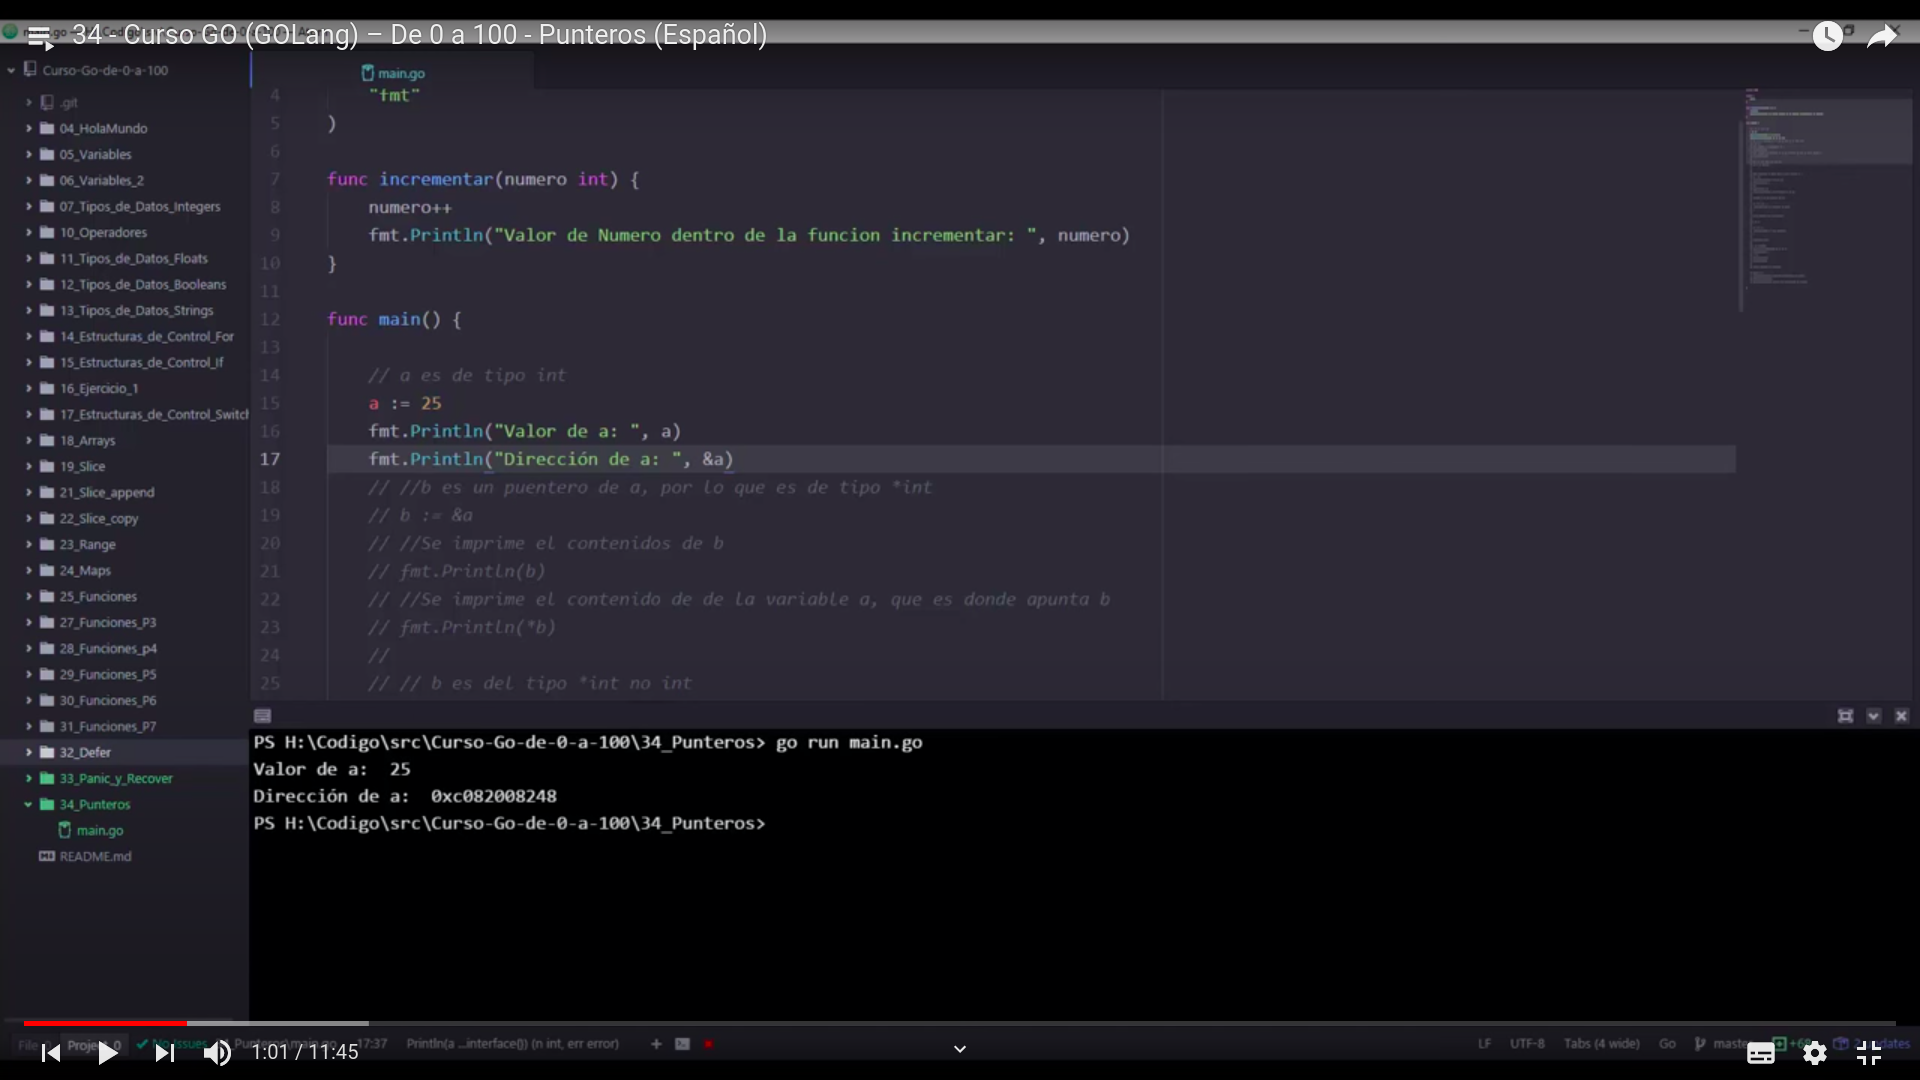 34 - Curso GO (GOLang) – De 0 a 100 - Punteros (Español)
Curso-Go-de-0-a-100
.git
04_HolaMundo
05_Variables
06_Variables_2
07_Tipos_de_Datos_Integers
10_Operadores
11_Tipos_de_Datos_Floats
12_Tipos_de_Datos_Booleans
13_Tipos_de_Datos_Strings
14_Estructuras_de_Control_For
15_Estructuras_de_Control_If
16_Ejercicio_1
17_Estructuras_de_Control_Switch
18_Arrays
19_Slice
21_Slice_append
22_Slice_copy
23_Range
24_Maps
25_Funciones
27_Funciones_P3
28_Funciones_p4
29_Funciones_P5
30_Funciones_P6
31_Funciones_P7
32_Defer
33_Panic_y_Recover
34_Punteros
main.go
README.md
main.go
4 "fmt"
5 )
6
7 func incrementar(numero int) {
8 numero++
9 fmt.Println("Valor de Numero dentro de la funcion incrementar: ", numero)
10 }
11
12 func main() {
13
14 // a es de tipo int
15 a := 25
16 fmt.Println("Valor de a: ", a)
17 fmt.Println("Dirección de a: ", &a)
18 // //b es un puentero de a, por lo que es de tipo *int
19 // b := &a
20 // //Se imprime el contenidos de b
21 // fmt.Println(b)
22 // //Se imprime el contenido de de la variable a, que es donde apunta b
23 // fmt.Println(*b)
24 //
25 // // b es del tipo *int no int
PS H:\Codigo\src\Curso-Go-de-0-a-100\34_Punteros> go run main.go
Valor de a:  25
Dirección de a:  0xc082008248
PS H:\Codigo\src\Curso-Go-de-0-a-100\34_Punteros>
File 0 Project 0 No Issues 17:37 Println(a ...interface{}) (n int, err error) LF UTF-8 Tabs (4 wide) Go
1:01 / 11:45